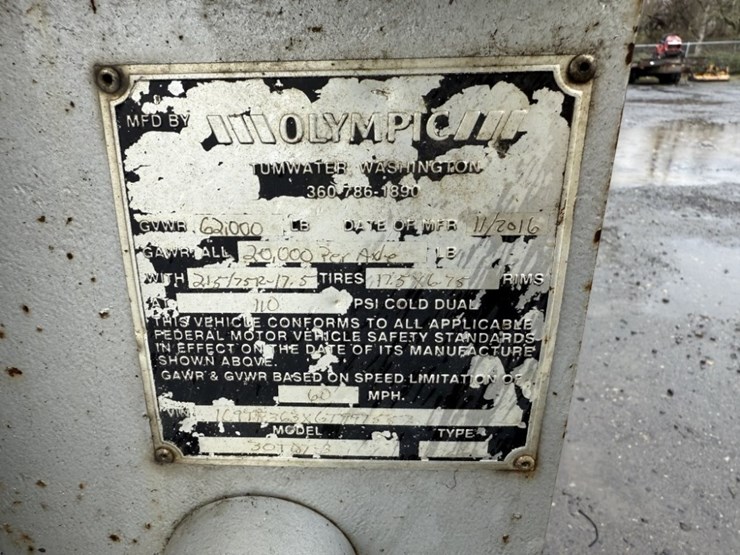 MFD BY OLYMPIC
TUMWATER WASHINGTON
360-786-1890
GVWR 62,000 LB DATE OF MFR 11/2016
GAWR ALL 20,000 Per Axle LB
WITH 215/75R-17.5 TIRES 17.5X6.75 RIMS
AT 110 PSI COLD DUAL
THIS VEHICLE CONFORMS TO ALL APPLICABLE
FEDERAL MOTOR VEHICLE SAFETY STANDARDS
IN EFFECT ON THE DATE OF ITS MANUFACTURE
SHOWN ABOVE.
GAWR & GVWR BASED ON SPEED LIMITATION OF
60 MPH.
VIN
MODEL TYPE